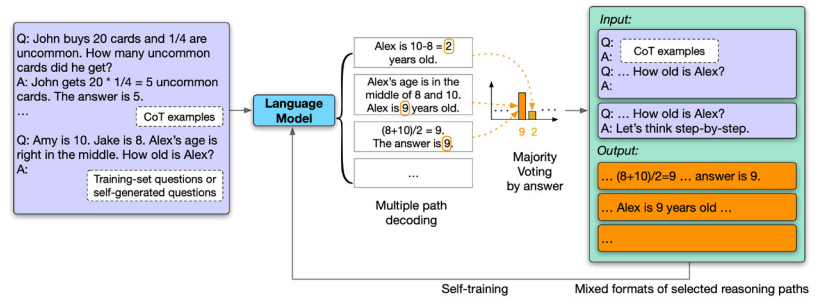 Q: John buys 20 cards and 1/4 are
uncommon. How many uncommon
cards did he get?
A: John gets 20 * 1/4 = 5 uncommon
cards. The answer is 5.
…
CoT examples
Q: Amy is 10. Jake is 8. Alex's age is
right in the middle. How old is Alex?
A:
Training-set questions or
self-generated questions
Language
Model
Alex is 10-8 = 2
years old.
Alex's age is in the
middle of 8 and 10.
Alex is 9 years old.
(8+10)/2 = 9.
The answer is 9.
…
Multiple path
decoding
… …
9 2
Majority
Voting
by answer
Input:
Q:
A:
CoT examples
Q: … How old is Alex?
A:
Q: … How old is Alex?
A: Let's think step-by-step.
Output:
… (8+10)/2=9 … answer is 9.
… Alex is 9 years old …
…
Self-training
Mixed formats of selected reasoning paths